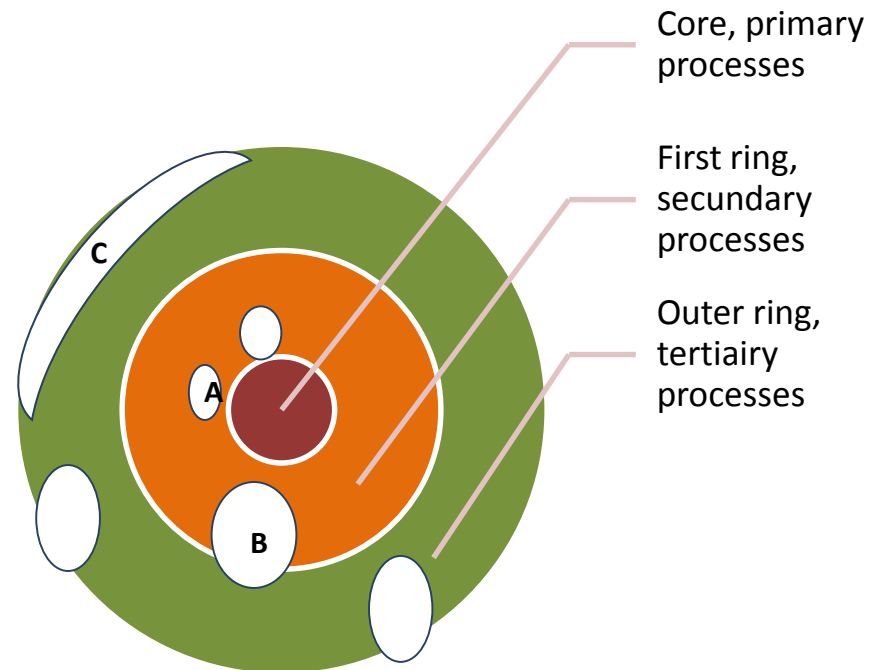 Core, primary
processes
First ring,
secundary
processes
Outer ring,
tertiairy
processes
C
A
B